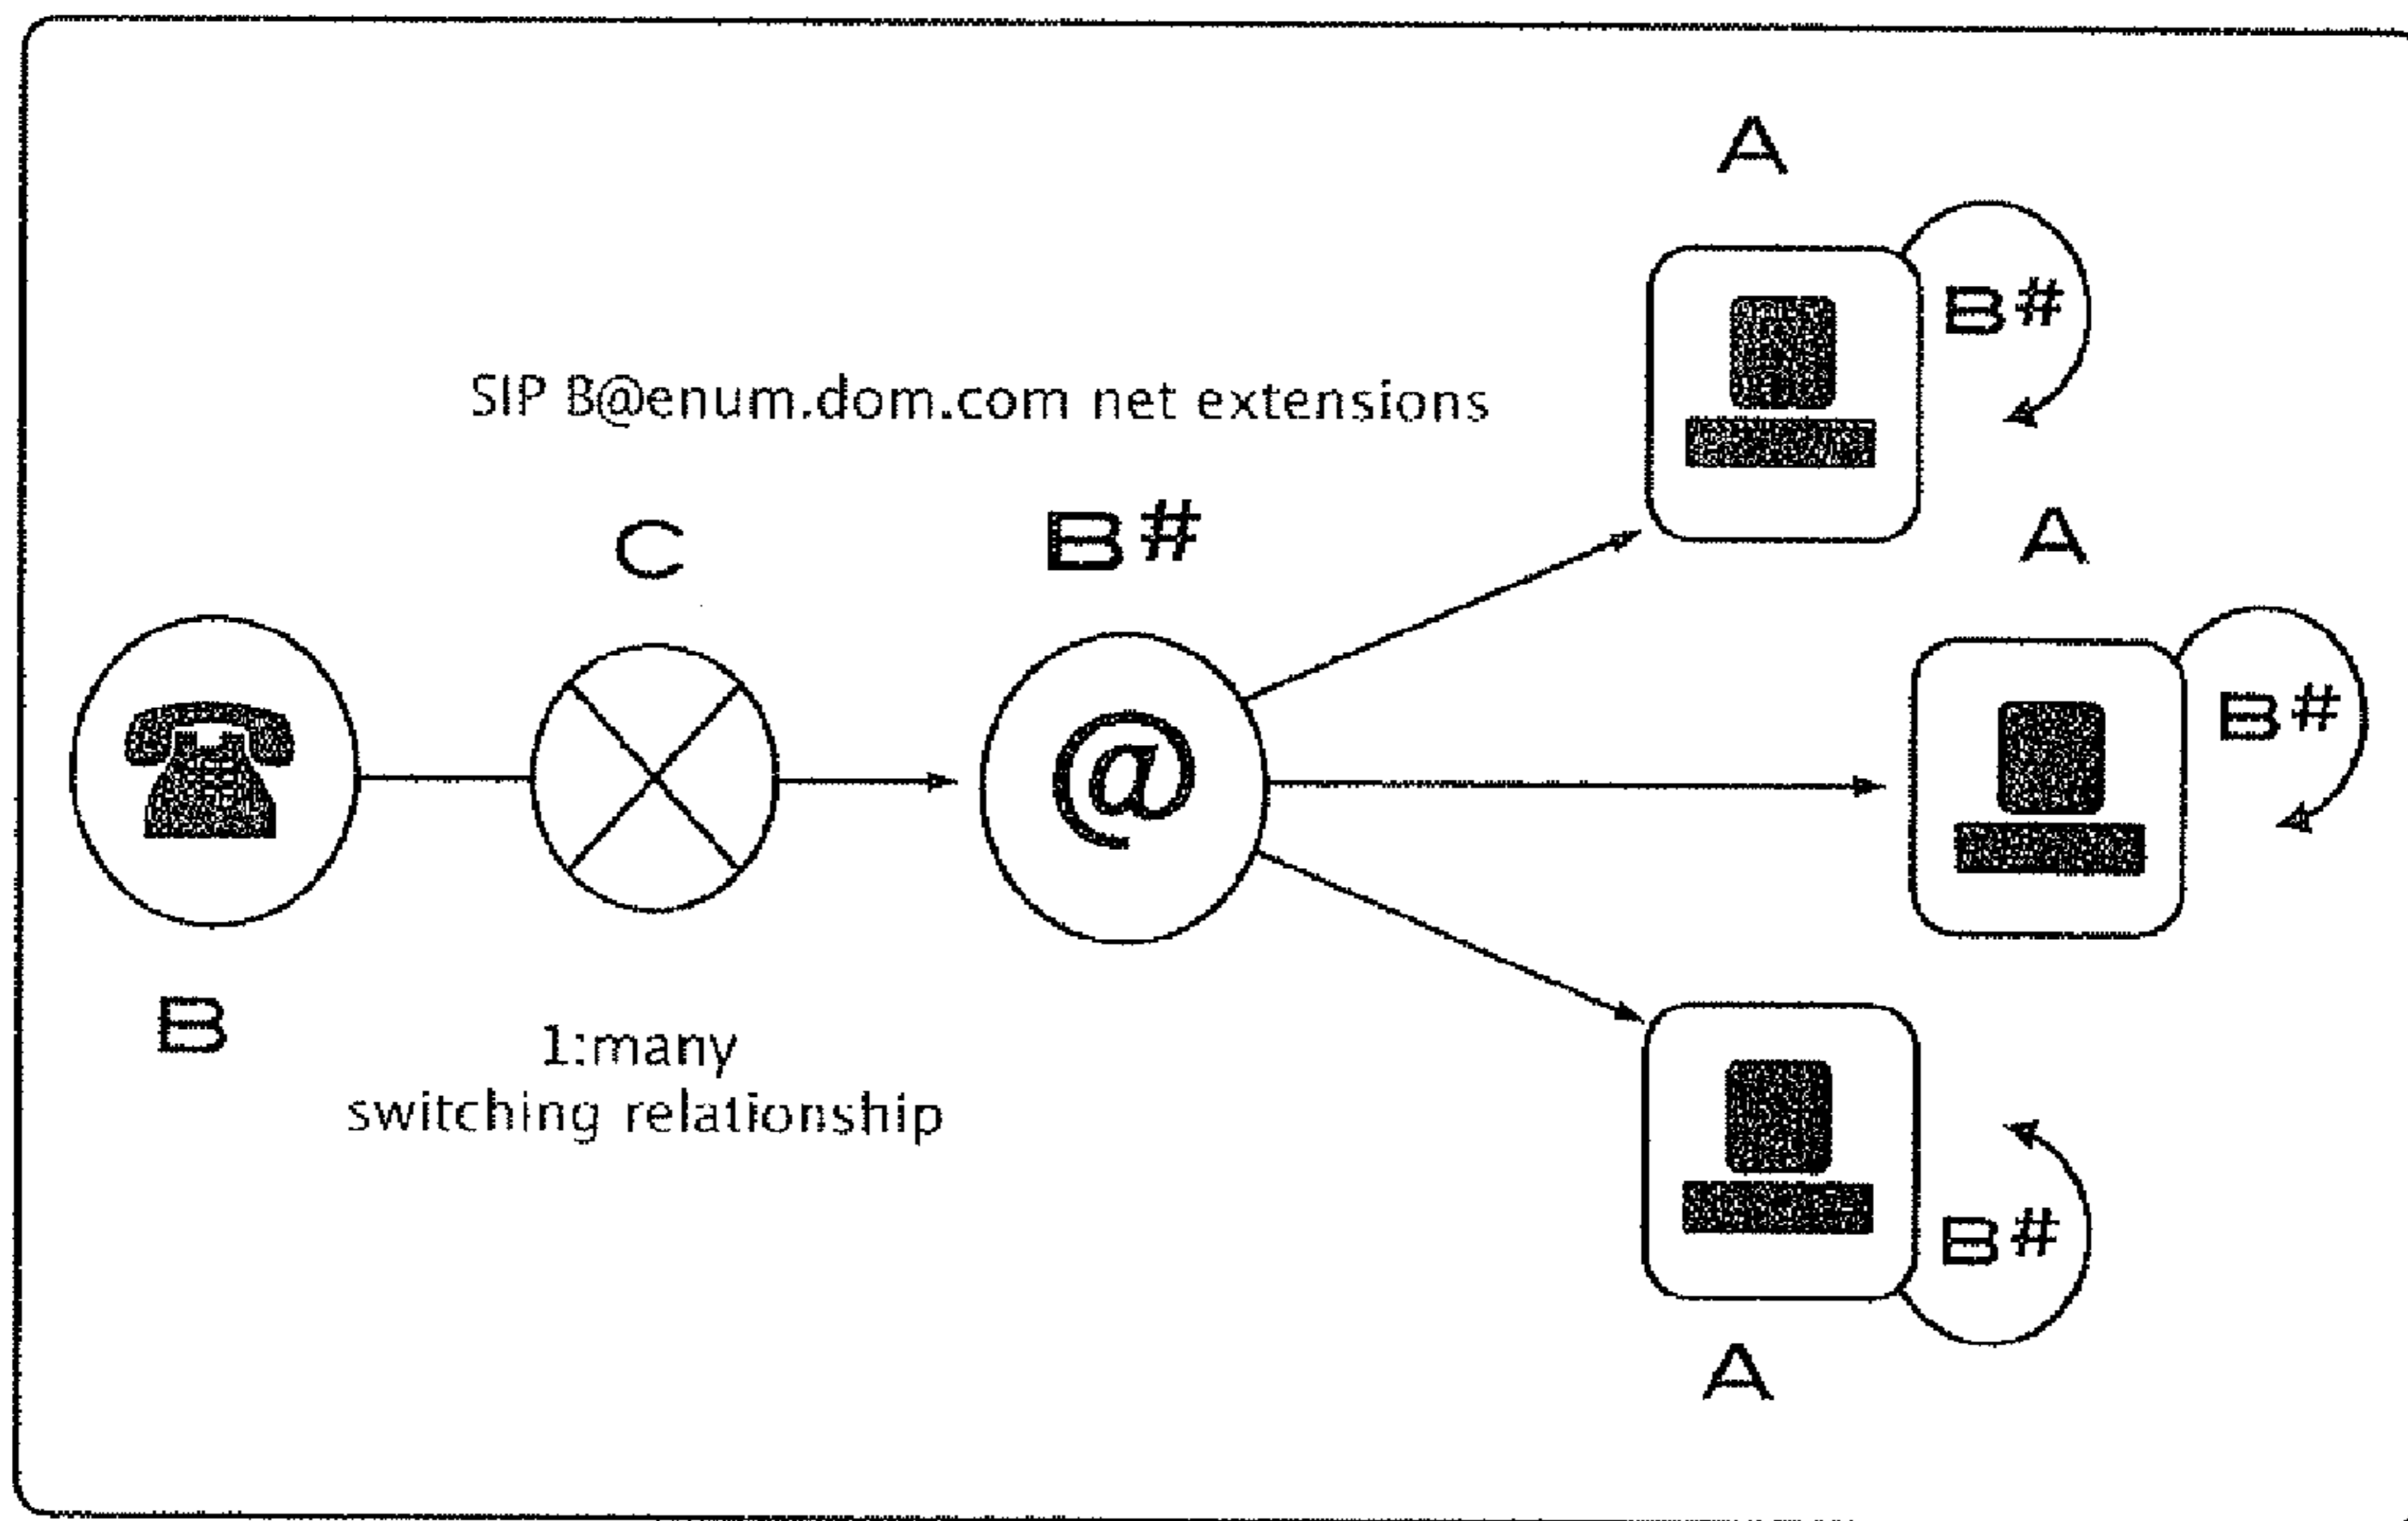 A
B#
SIP B@enum.dom.com net extensions
C
B#
A
@
B#
B
1:many
switching relationship
B#
A